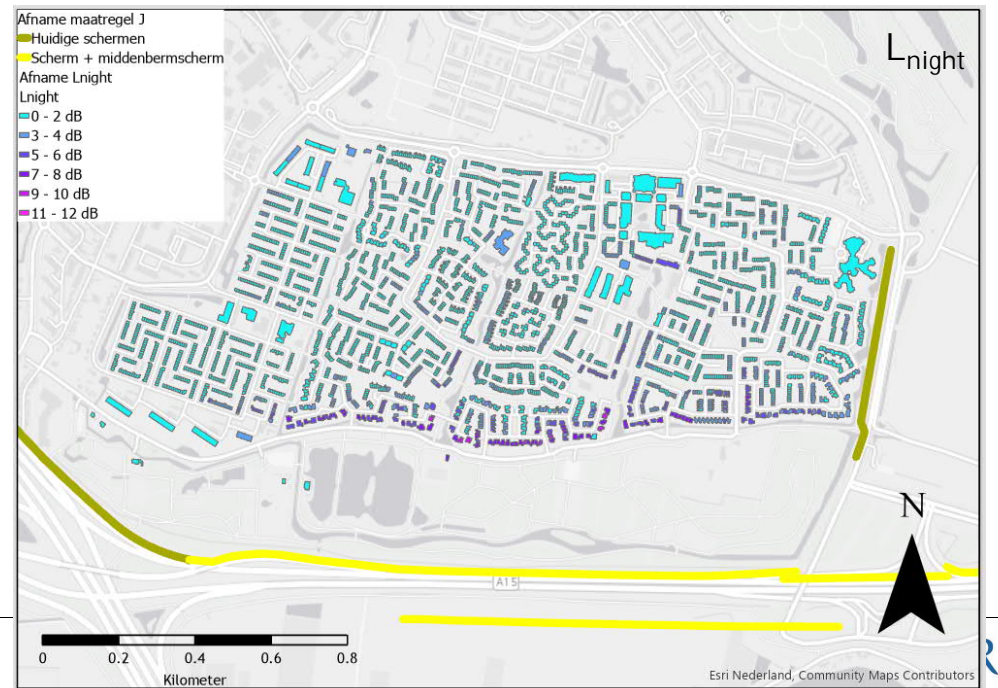 Afname maatregel J
Huidige schermen
Scherm + middenbermscherm
Afname Lnight
Lnight
0 - 2 dB
3 - 4 dB
5 - 6 dB
7 - 8 dB
9 - 10 dB
11 - 12 dB
Lnight
N
A15
0 0.2 0.4 0.6 0.8
Kilometer
Esri Nederland, Community Maps Contributors
R